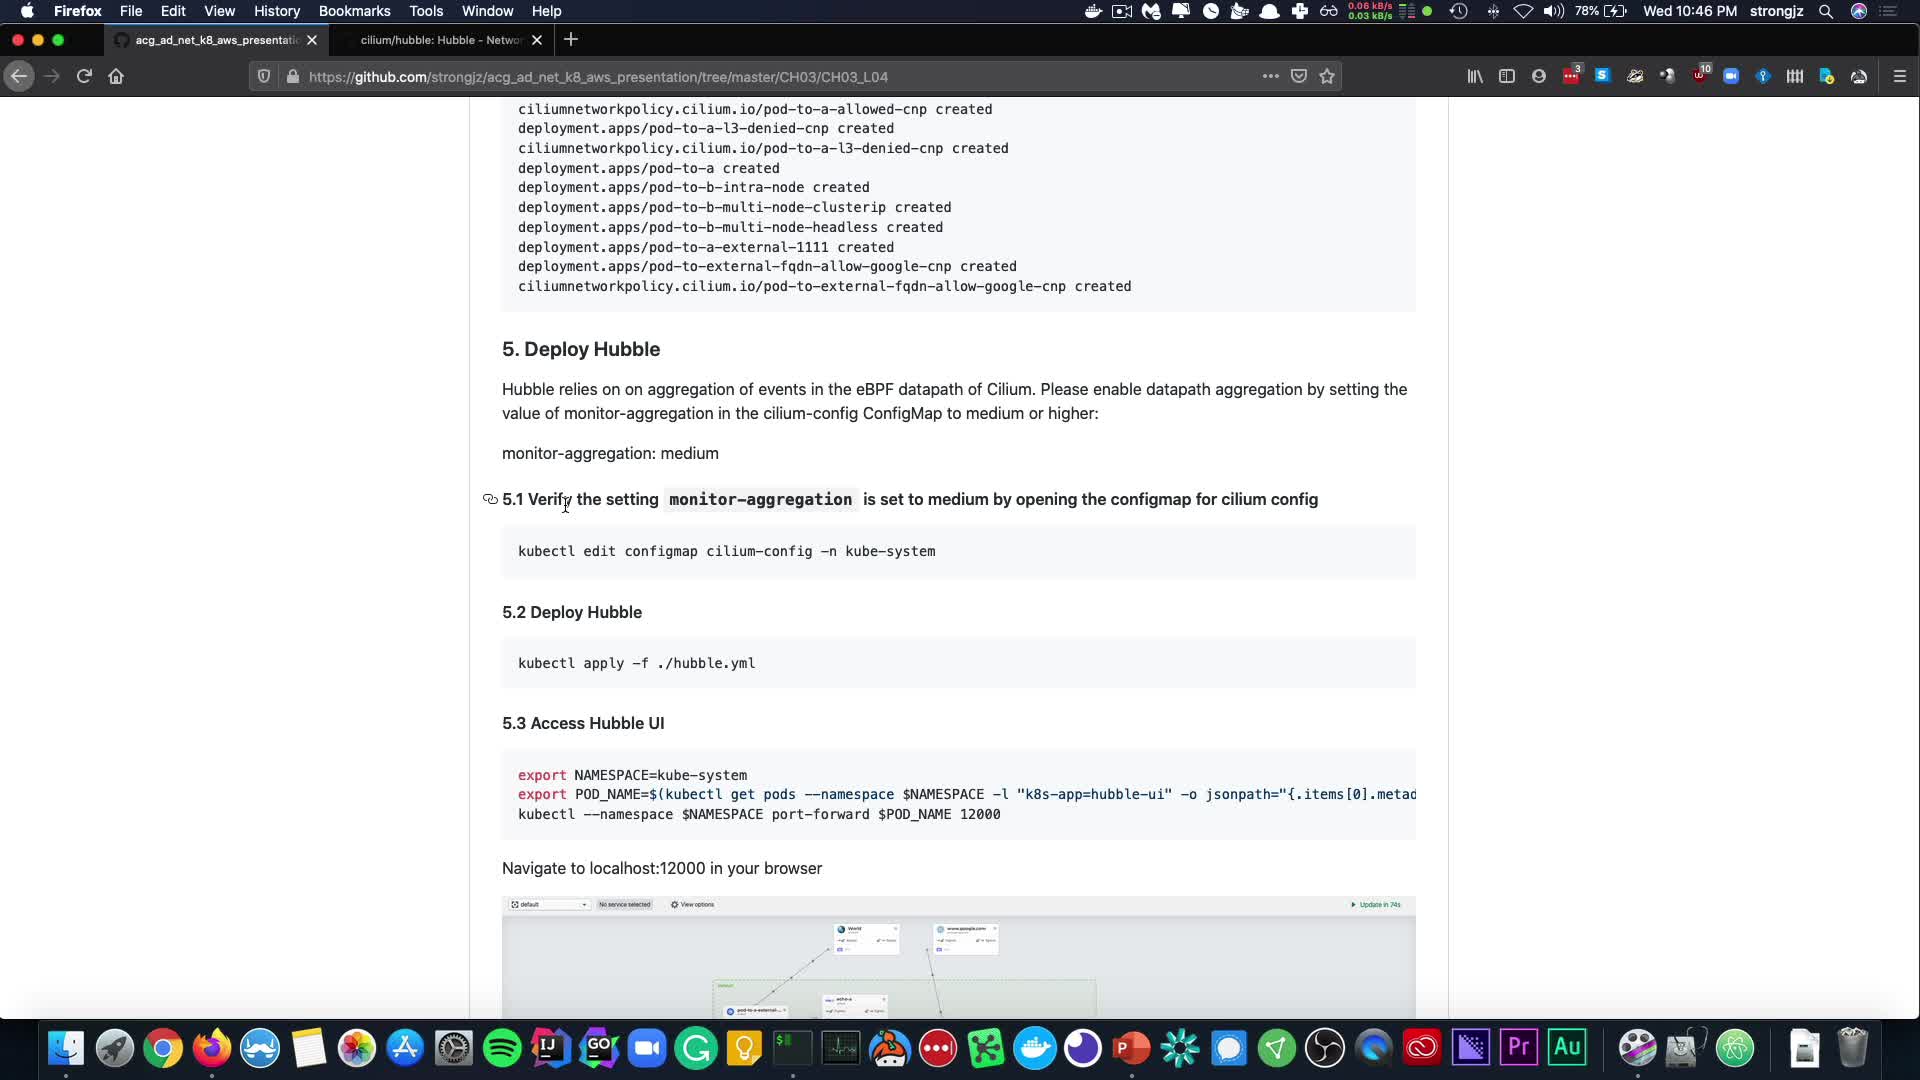 Firefox File Edit View History Bookmarks Tools Window Help
0.06 kB/s
0.03 kB/s
78%
Wed 10:46 PM strongjz
acg_ad_net_k8_aws_presentatio
cilium/hubble: Hubble - Networ
https://github.com/strongjz/acg_ad_net_k8_aws_presentation/tree/master/CH03/CH03_L04
3
10
ciliumnetworkpolicy.cilium.io/pod-to-a-allowed-cnp created
deployment.apps/pod-to-a-l3-denied-cnp created
ciliumnetworkpolicy.cilium.io/pod-to-a-l3-denied-cnp created
deployment.apps/pod-to-a created
deployment.apps/pod-to-b-intra-node created
deployment.apps/pod-to-b-multi-node-clusterip created
deployment.apps/pod-to-b-multi-node-headless created
deployment.apps/pod-to-a-external-1111 created
deployment.apps/pod-to-external-fqdn-allow-google-cnp created
ciliumnetworkpolicy.cilium.io/pod-to-external-fqdn-allow-google-cnp created
5. Deploy Hubble
Hubble relies on on aggregation of events in the eBPF datapath of Cilium. Please enable datapath aggregation by setting the
value of monitor-aggregation in the cilium-config ConfigMap to medium or higher:
monitor-aggregation: medium
5.1 Verify the setting monitor-aggregation is set to medium by opening the configmap for cilium config
kubectl edit configmap cilium-config -n kube-system
5.2 Deploy Hubble
kubectl apply -f ./hubble.yml
5.3 Access Hubble UI
export NAMESPACE=kube-system
export POD_NAME=$(kubectl get pods --namespace $NAMESPACE -l "k8s-app=hubble-ui" -o jsonpath="{.items[0].metad
kubectl --namespace $NAMESPACE port-forward $POD_NAME 12000
Navigate to localhost:12000 in your browser
default No service selected View options Update in 74s
World
www.google.com
echo-a
pod-to-a-external-...
IJ
GO
Pr
Au